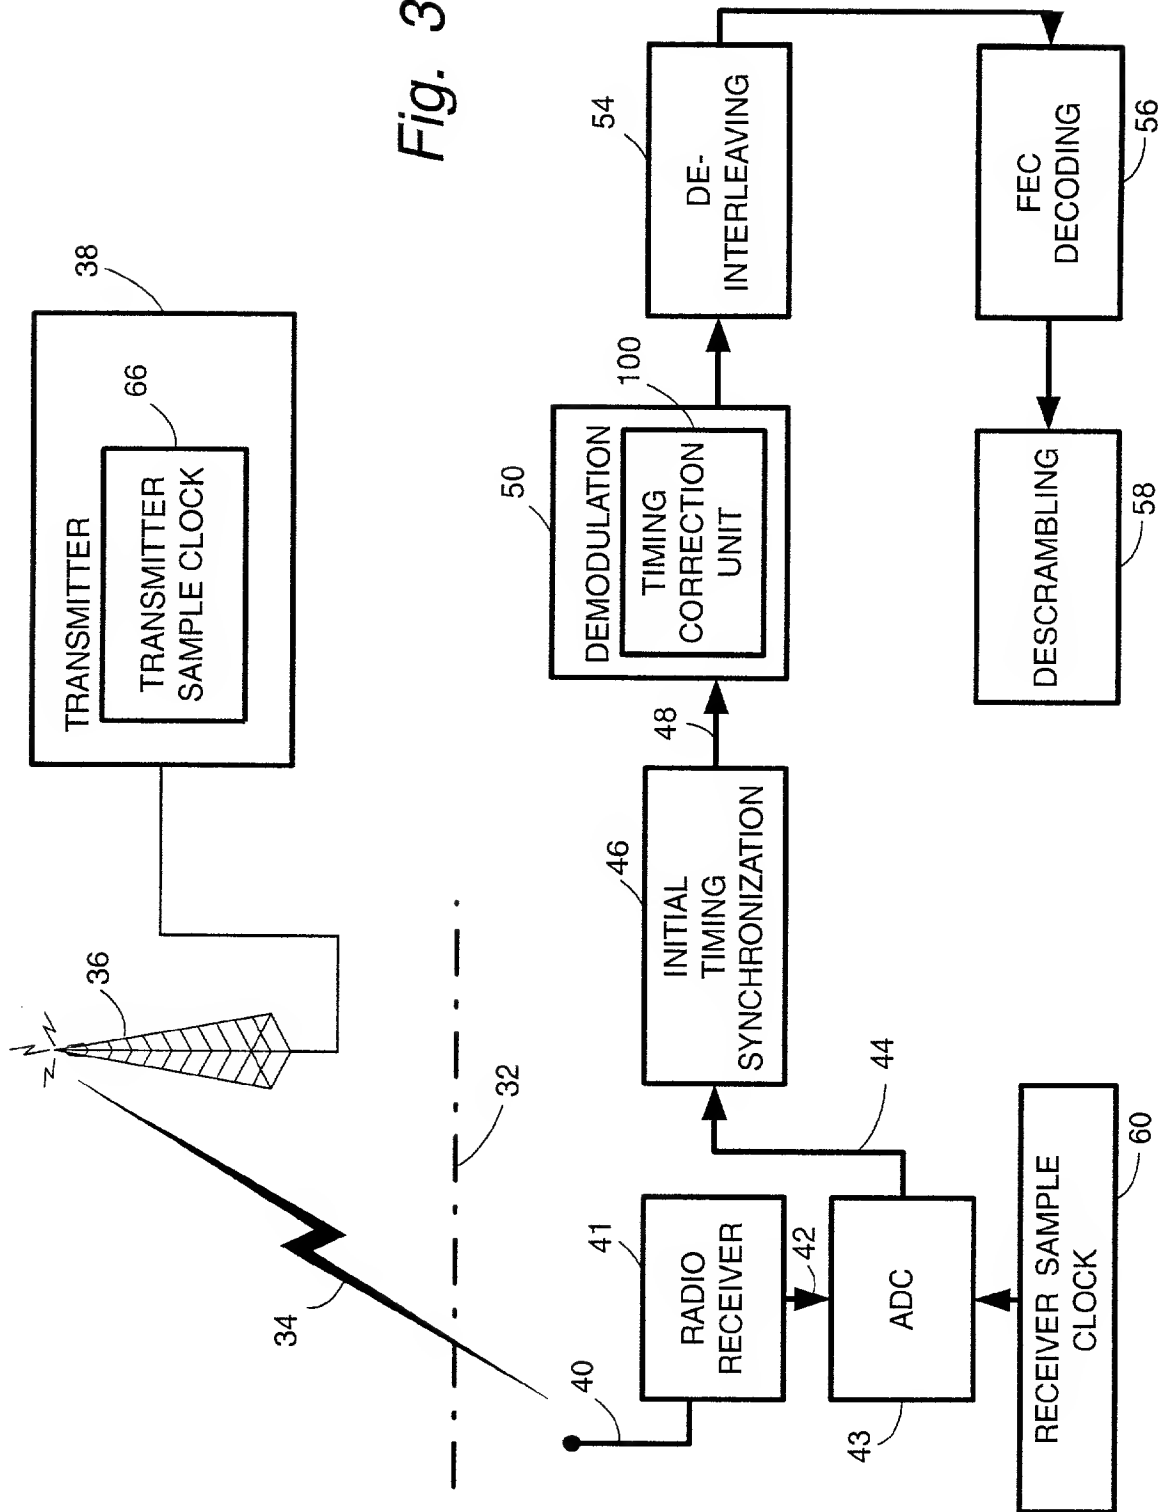 Fig. 3
38
TRANSMITTER
66
TRANSMITTER
SAMPLE CLOCK
36
34
32
40
41
RADIO
RECEIVER
42
43
ADC
44
RECEIVER SAMPLE
CLOCK
60
46
INITIAL
TIMING
SYNCHRONIZATION
48
50
DEMODULATION
100
TIMING
CORRECTION
UNIT
54
DE-
INTERLEAVING
FEC
DECODING
56
DESCRAMBLING
58